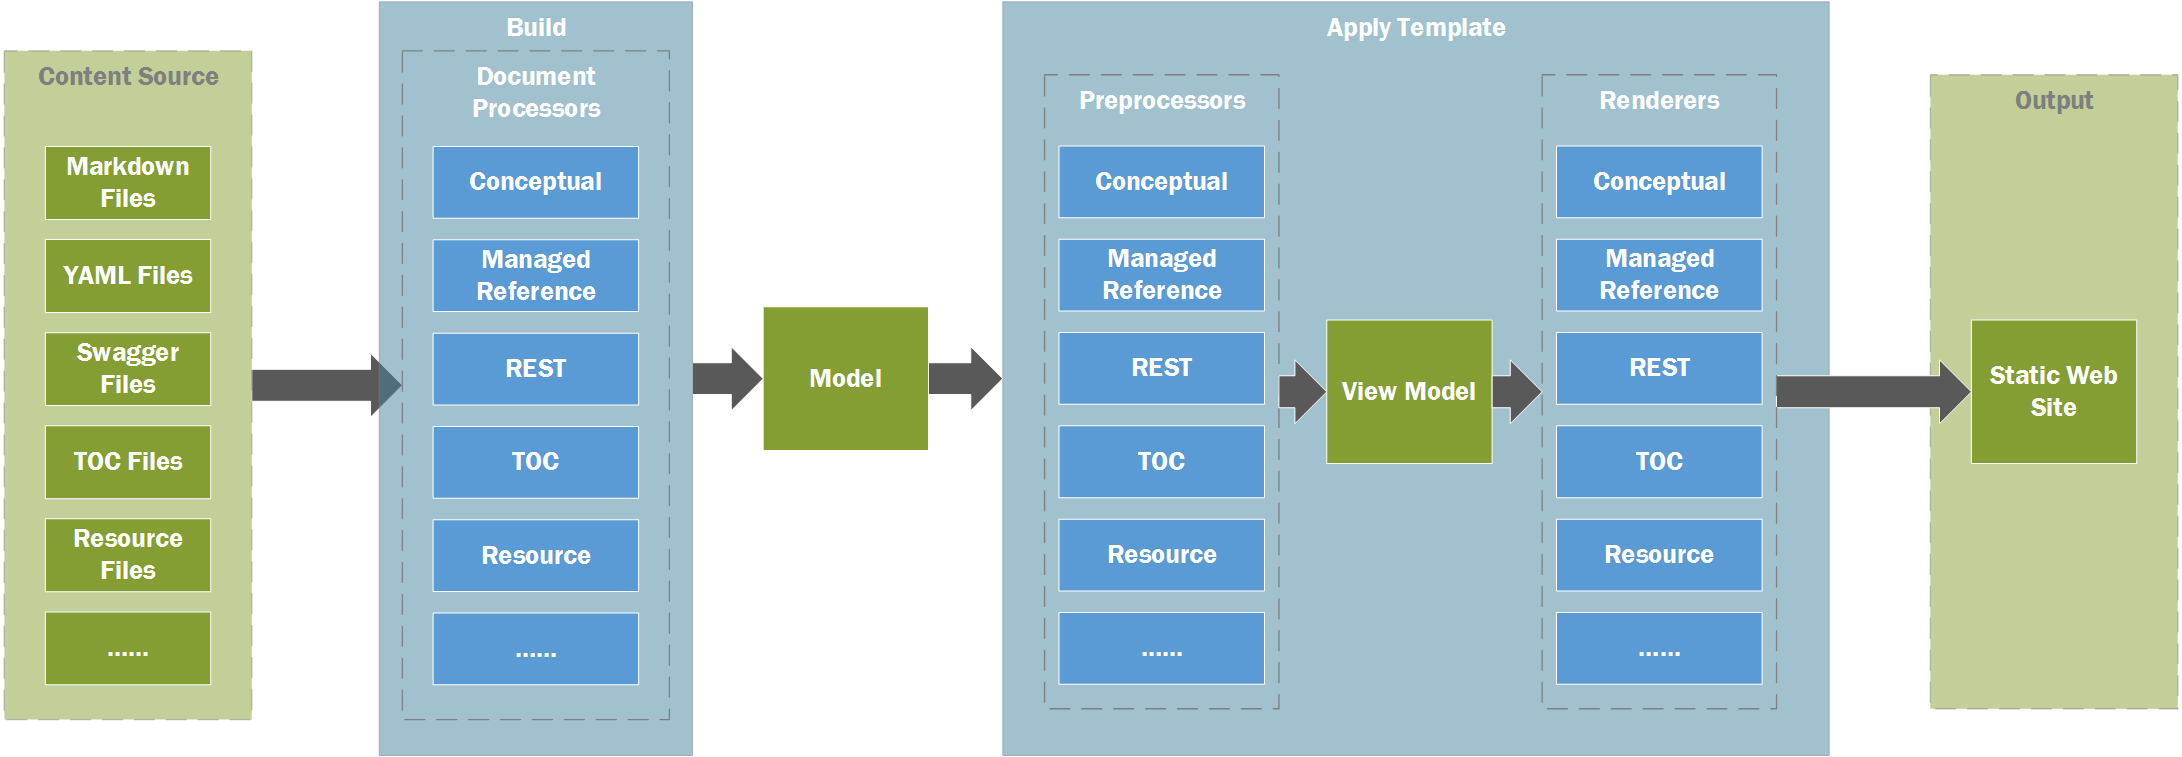 Content Source
Markdown
Files
YAML Files
Swagger
Files
TOC Files
Resource
Files
......
Build
Document
Processors
Conceptual
Managed
Reference
REST
TOC
Resource
......
Model
Apply Template
Preprocessors
Conceptual
Managed
Reference
REST
TOC
Resource
......
View Model
Renderers
Conceptual
Managed
Reference
REST
TOC
Resource
......
Output
Static Web
Site